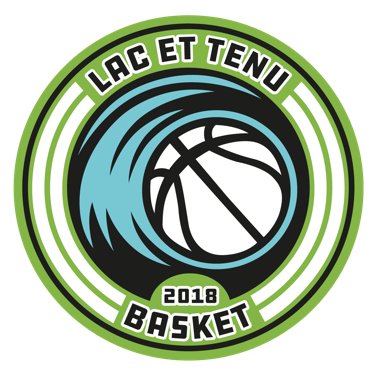 LAC ET TENU
2018
BASKET